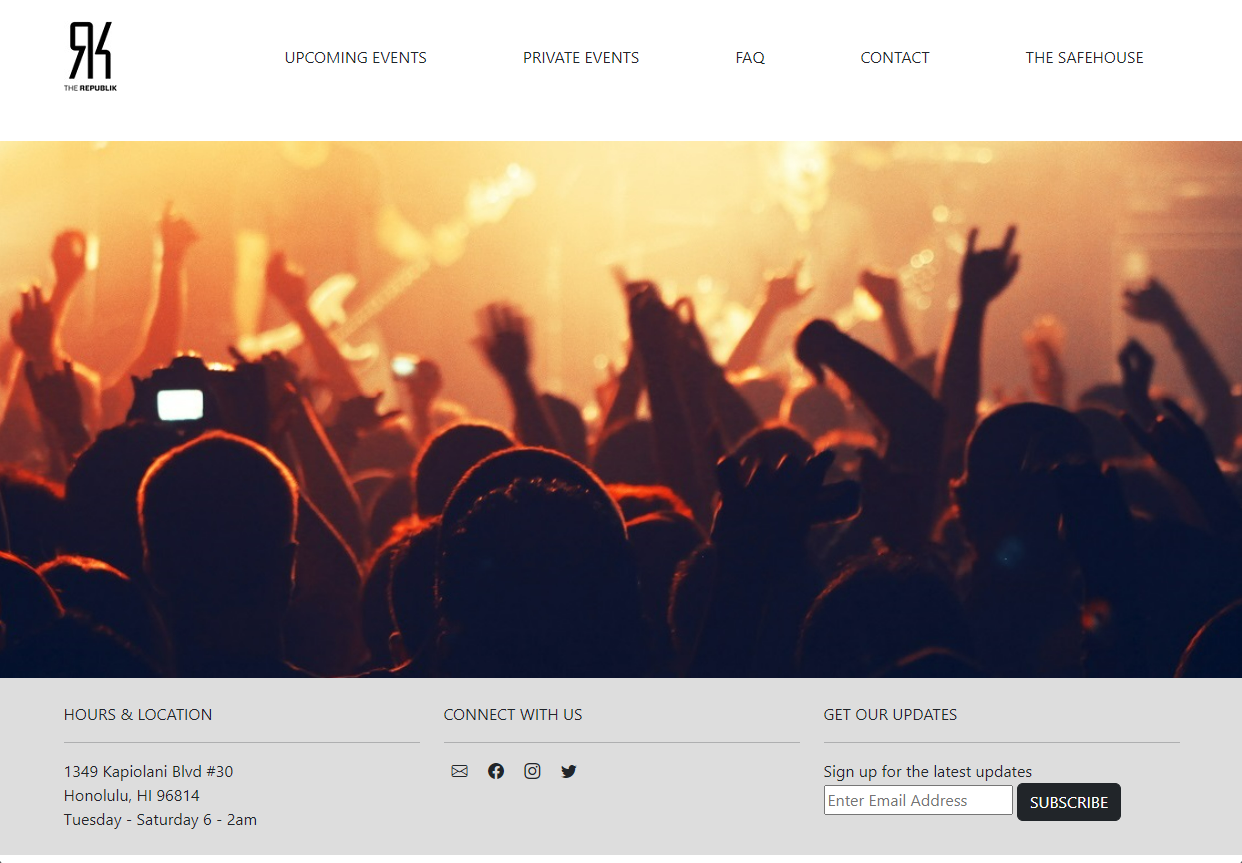 RK
THE REPUBLIK
UPCOMING EVENTS
PRIVATE EVENTS
FAQ
CONTACT
THE SAFEHOUSE
HOURS & LOCATION
1349 Kapiolani Blvd #30
Honolulu, HI 96814
Tuesday - Saturday 6 - 2am
CONNECT WITH US
GET OUR UPDATES
Sign up for the latest updates
Enter Email Address
SUBSCRIBE